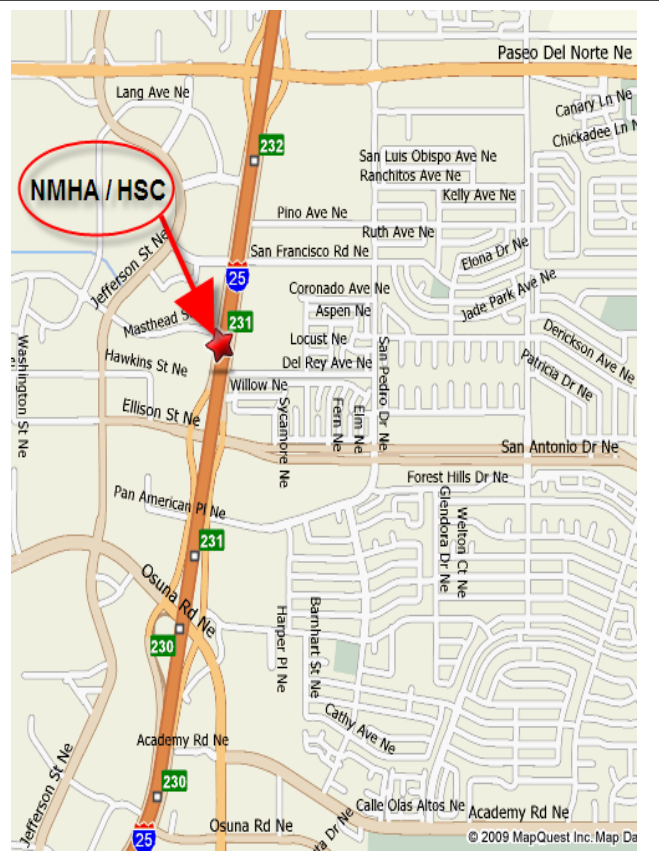 Paseo Del Norte Ne
Lang Ave Ne
Canary Ln Ne
Chickadee Ln N
232
San Luis Obispo Ave Ne
Ranchitos Ave Ne
NMHA / HSC
Kelly Ave Ne
Pino Ave Ne
Ruth Ave Ne
San Francisco Rd Ne
Elona Dr Ne
Jefferson St Ne
25
Coronado Ave Ne
Jade Park Ave Ne
Aspen Ne
Masthead S
231
Locust Ne
Derickson Ave Ne
Washington St Ne
Hawkins St Ne
Del Rey Ave Ne
San Pedro Dr Ne
Patricia Dr Ne
Willow Ne
Ellison St Ne
Sycamore Ne
Fern Ne
Elm Ne
San Antonio Dr Ne
Forest Hills Dr Ne
Pan American Pl Ne
Glendora Dr Ne
Welton Ct Ne
231
Osuna Rd Ne
230
Harper Pl Ne
Barnhart St Ne
Cathy Ave Ne
Academy Rd Ne
Jefferson St Ne
230
Calle Olas Altos Ne
Academy Rd Ne
25
Osuna Rd Ne
a Dr Ne
© 2009 MapQuest Inc. Map Da